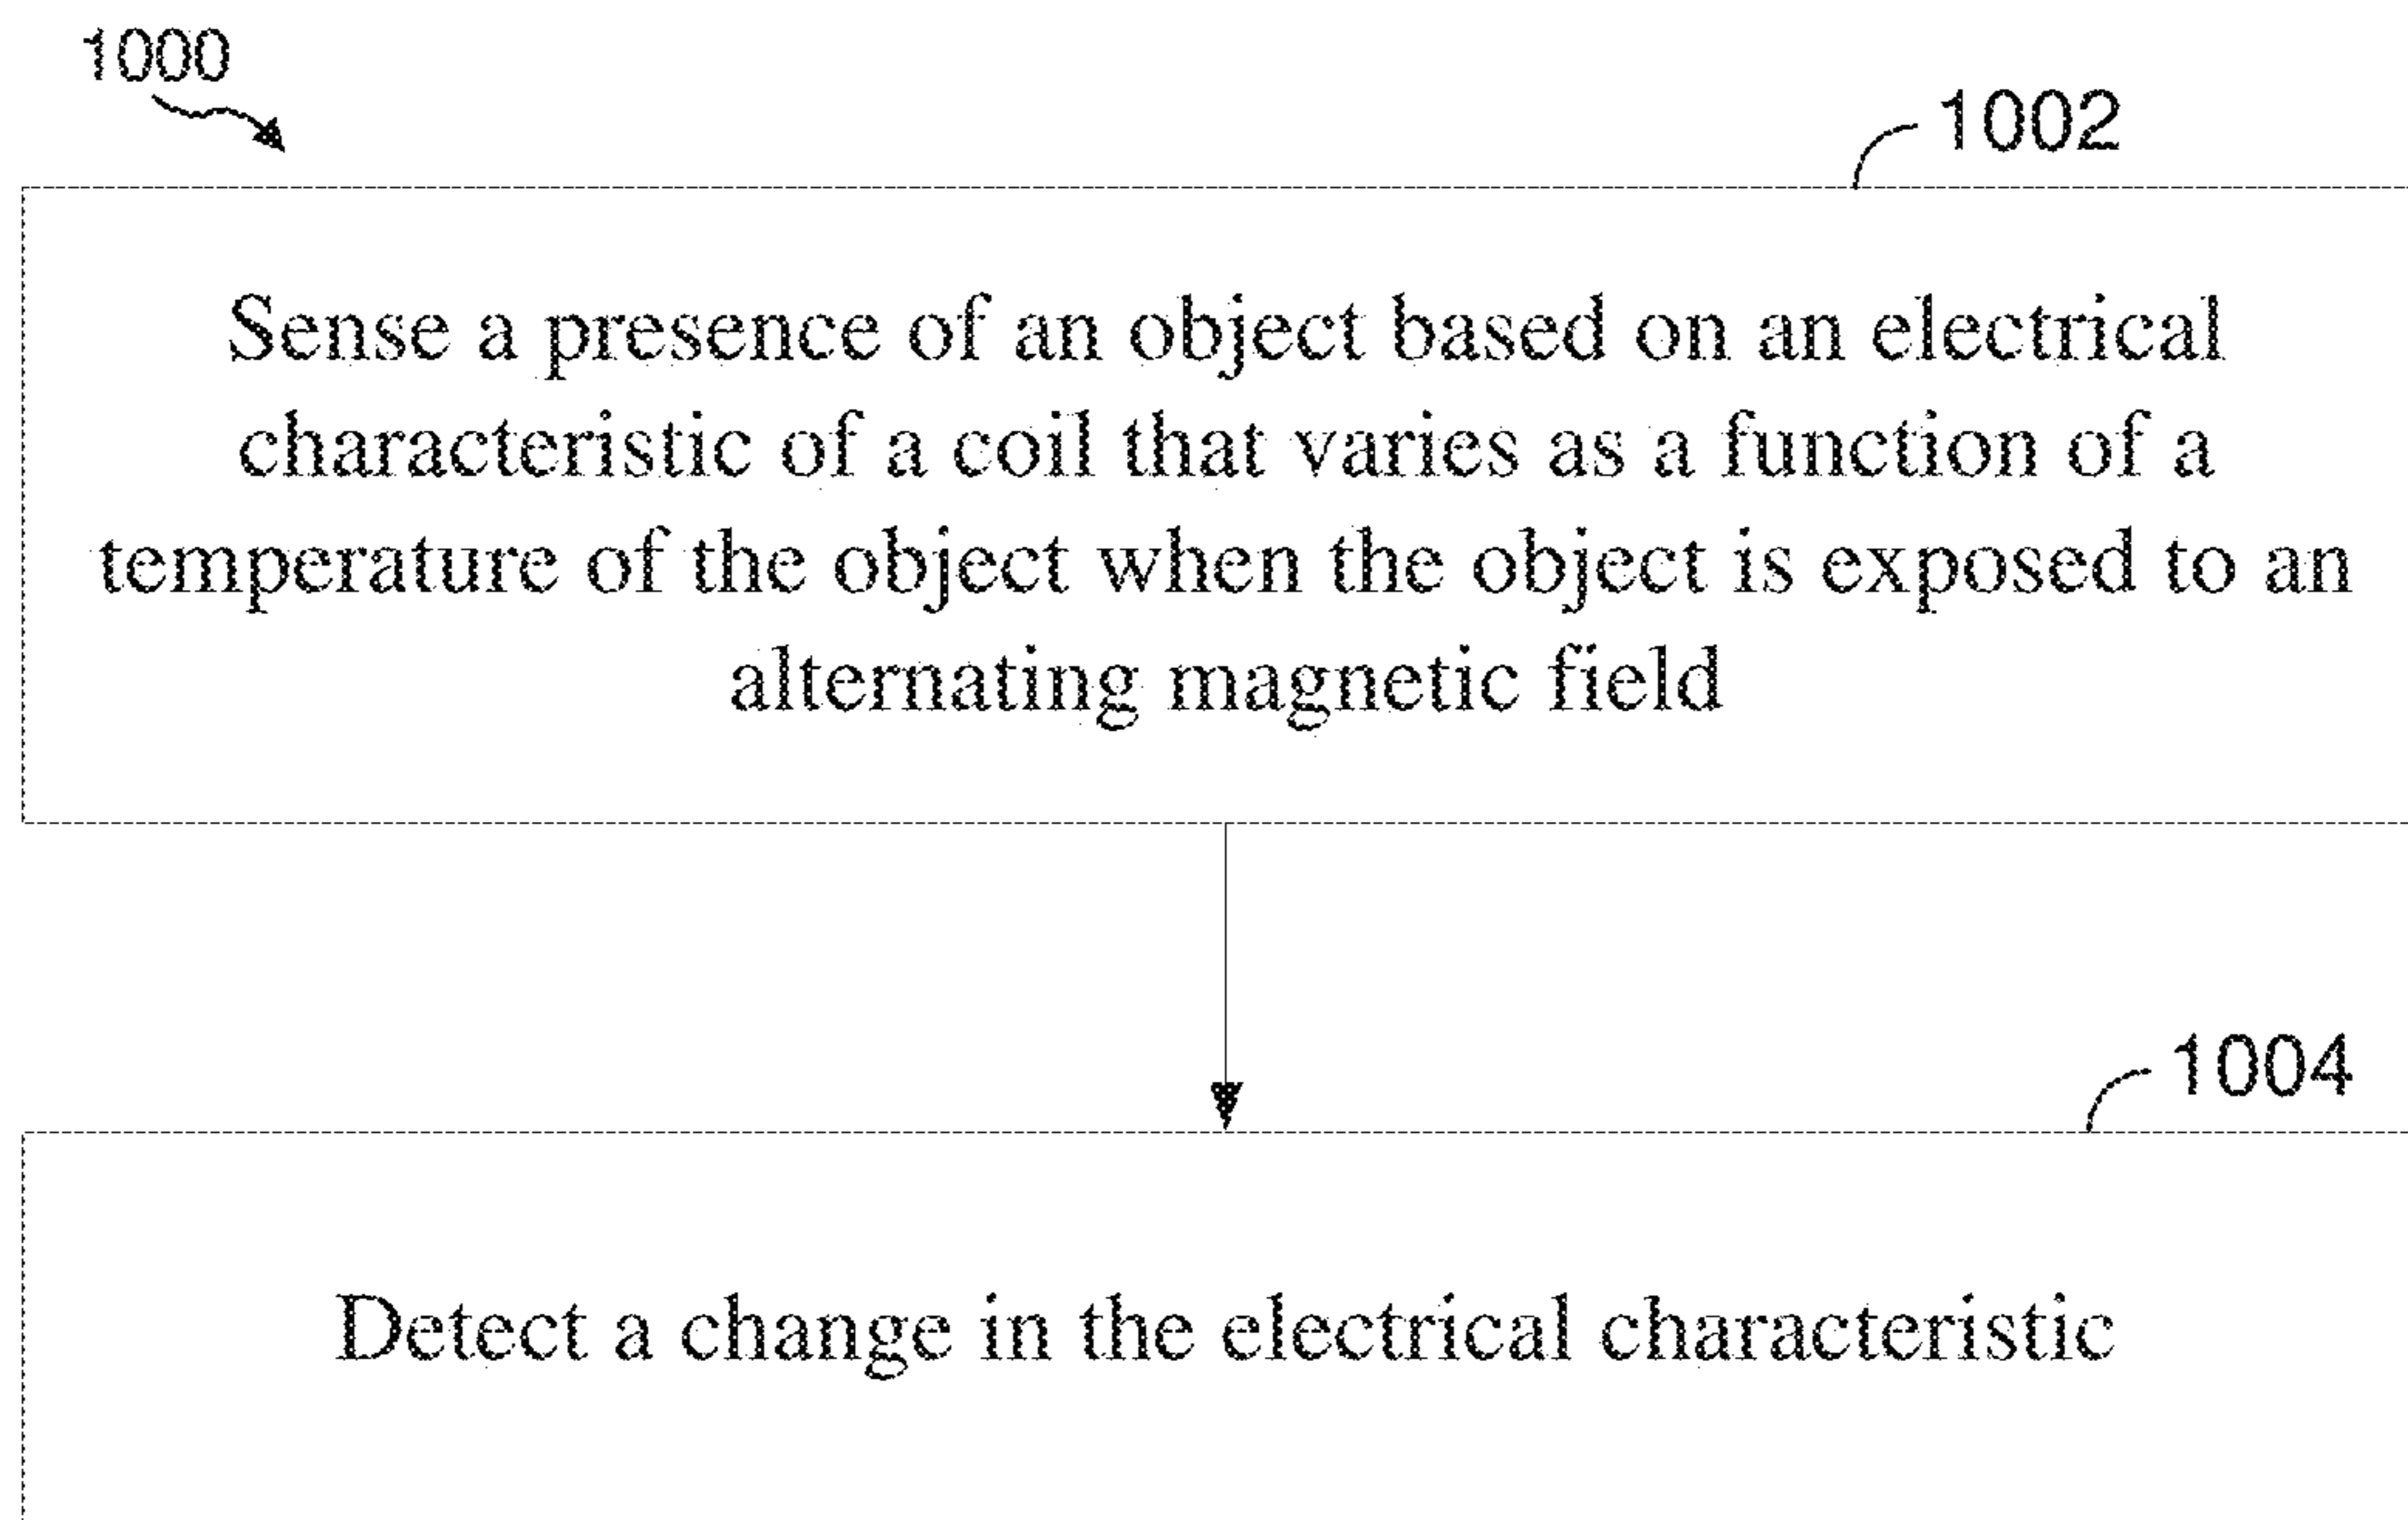 1000
1002
Sense a presence of an object based on an electrical
characteristic of a coil that varies as a function of a
temperature of the object when the object is exposed to an
alternating magnetic field
1004
Detect a change in the electrical characteristic